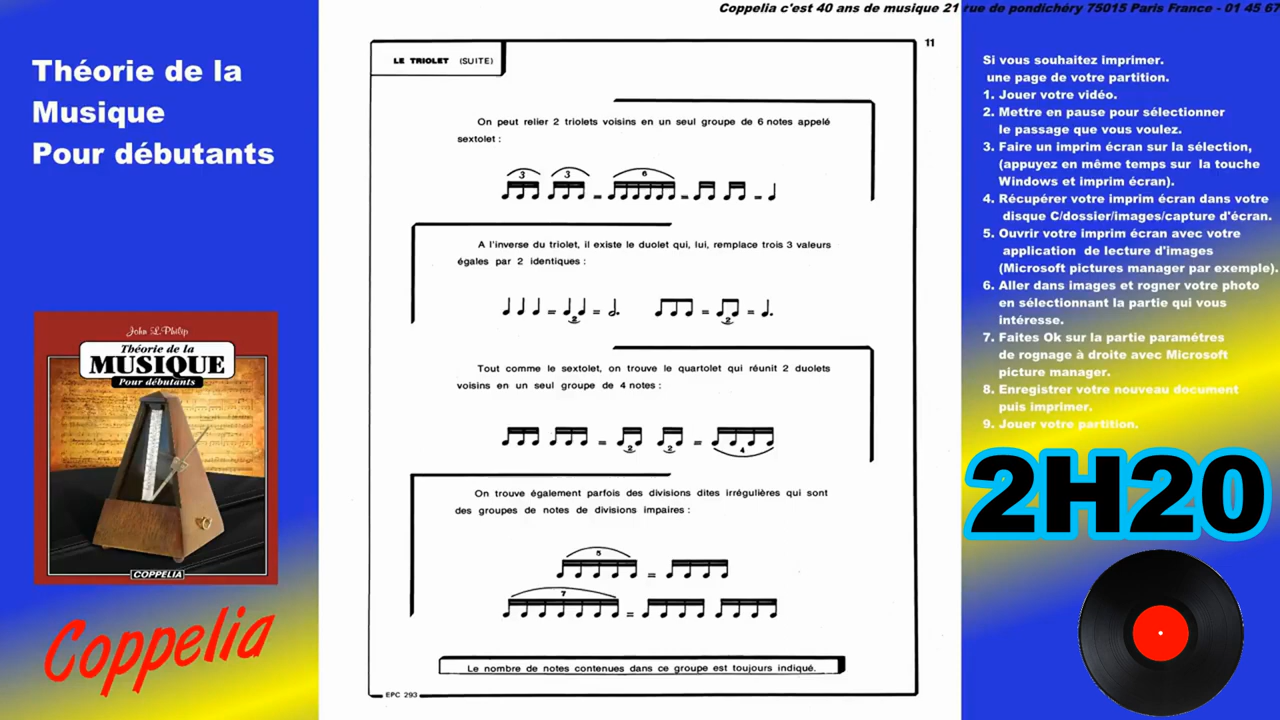 Coppelia c'est 40 ans de musique 21 rue de pondichéry 75015 Paris France - 01 45 67
Théorie de la
Musique
Pour débutants
John L. Philip
Théorie de la
MUSIQUE
Pour débutants
COPPELIA
Coppelia
11
LE TRIOLET (SUITE)
On peut relier 2 triolets voisins en un seul groupe de 6 notes appelé
sextolet :
3 3 = 6 = =
A l'inverse du triolet, il existe le duolet qui, lui, remplace trois 3 valeurs
égales par 2 identiques :
= 2 = = 2 =
Tout comme le sextolet, on trouve le quartolet qui réunit 2 duolets
voisins en un seul groupe de 4 notes :
= 2 2 = 4
On trouve également parfois des divisions dites irrégulières qui sont
des groupes de notes de divisions impaires :
5 =
7 =
Le nombre de notes contenues dans ce groupe est toujours indiqué.
EPC 293
Si vous souhaitez imprimer.
une page de votre partition.
1. Jouer votre vidéo.
2. Mettre en pause pour sélectionner
le passage que vous voulez.
3. Faire un imprim écran sur la sélection,
(appuyez en même temps sur la touche
Windows et imprim écran).
4. Récupérer votre imprim écran dans votre
disque C/dossier/images/capture d'écran.
5. Ouvrir votre imprim écran avec votre
application de lecture d'images
(Microsoft pictures manager par exemple).
6. Aller dans images et rogner votre photo
en sélectionnant la partie qui vous
intéresse.
7. Faites Ok sur la partie paramétres
de rognage à droite avec Microsoft
picture manager.
8. Enregistrer votre nouveau document
puis imprimer.
9. Jouer votre partition.
2H20